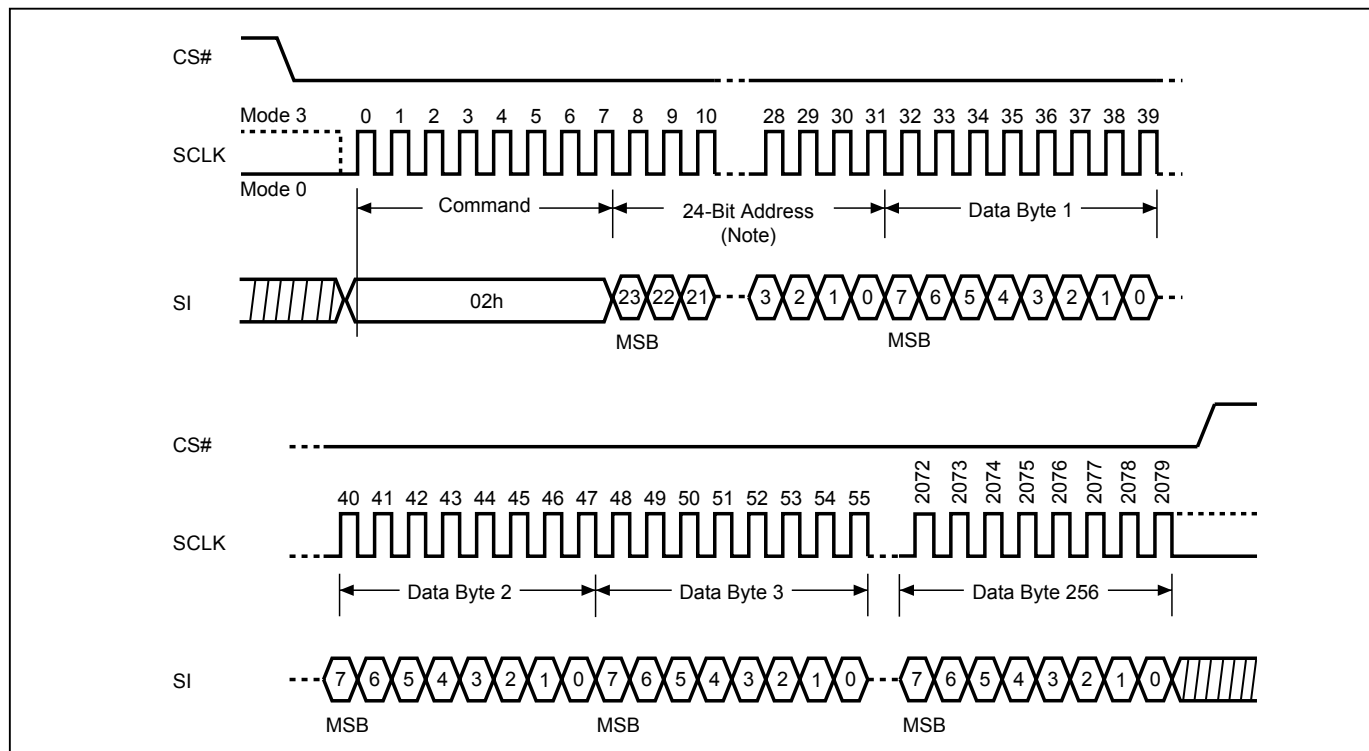 CS#
Mode 3
0 1 2 3 4 5 6 7 8 9 10 28 29 30 31 32 33 34 35 36 37 38 39
SCLK
Mode 0
Command
24-Bit Address
(Note)
Data Byte 1
SI
02h
23 22 21 3 2 1 0 7 6 5 4 3 2 1 0
MSB MSB
CS#
40 41 42 43 44 45 46 47 48 49 50 51 52 53 54 55 2072 2073 2074 2075 2076 2077 2078 2079
SCLK
Data Byte 2 Data Byte 3 Data Byte 256
SI
7 6 5 4 3 2 1 0 7 6 5 4 3 2 1 0 7 6 5 4 3 2 1 0
MSB MSB MSB